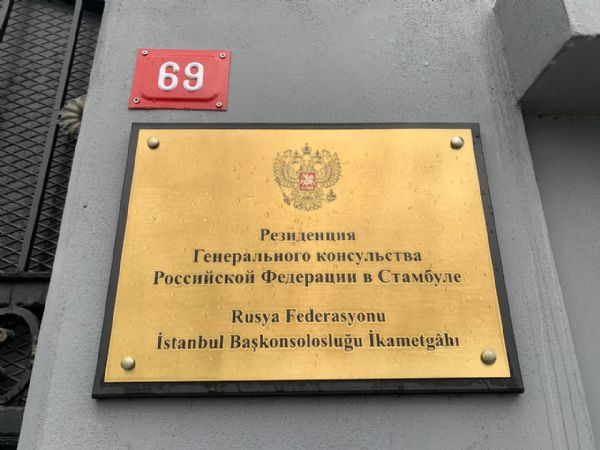 69
Резиденция
Генерального консульства
Российской Федерации в Стамбуле
Rusya Federasyonu
İstanbul Başkonsolosluğu İkametgâhı